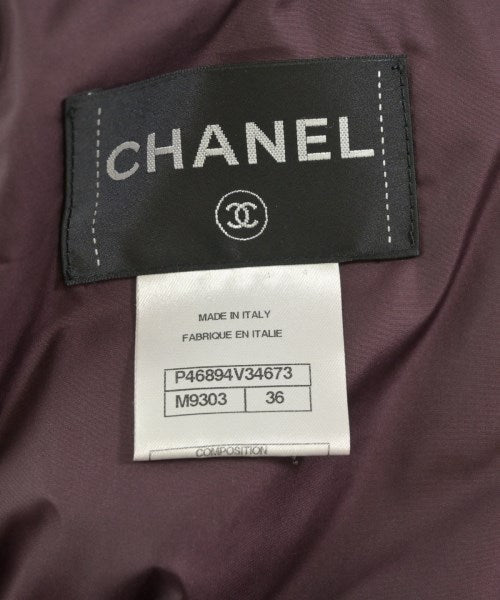 CHANEL
MADE IN ITALY
FABRIQUE EN ITALIE
P46894V34673
M9303 36
COMPOSITION